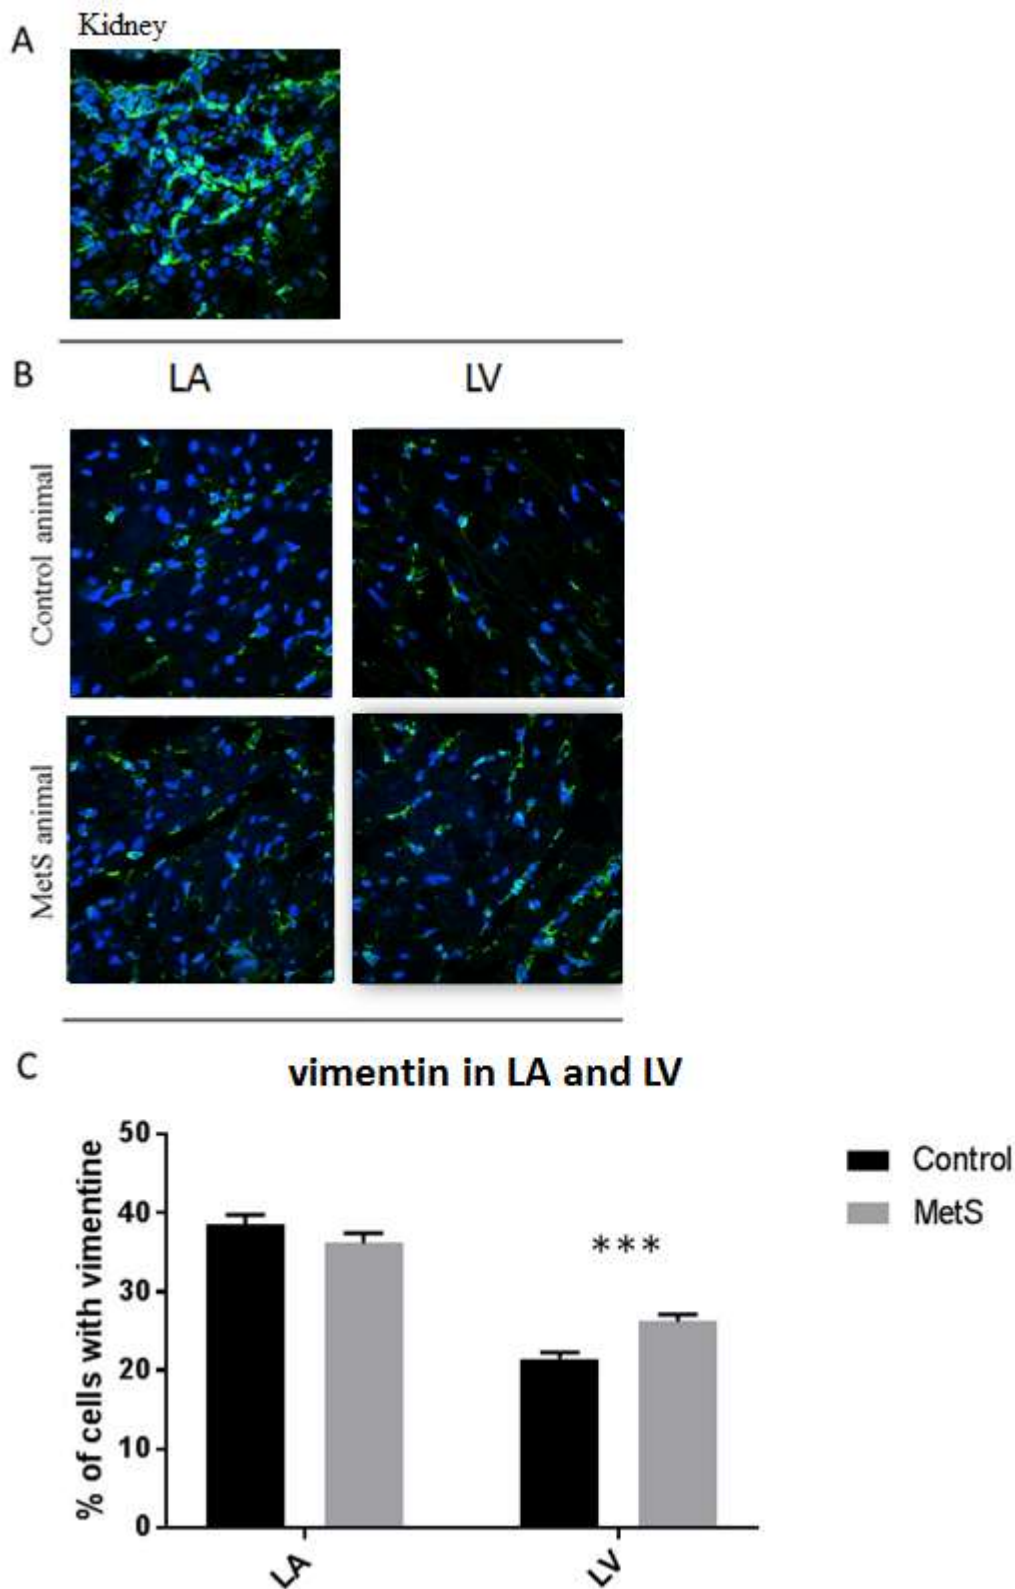 A
Kidney
B
LA
LV
Control animal
MetS animal
C
vimentin in LA and LV
% of cells with vimentine
50
40
30
20
10
0
***
LA
LV
Control
MetS